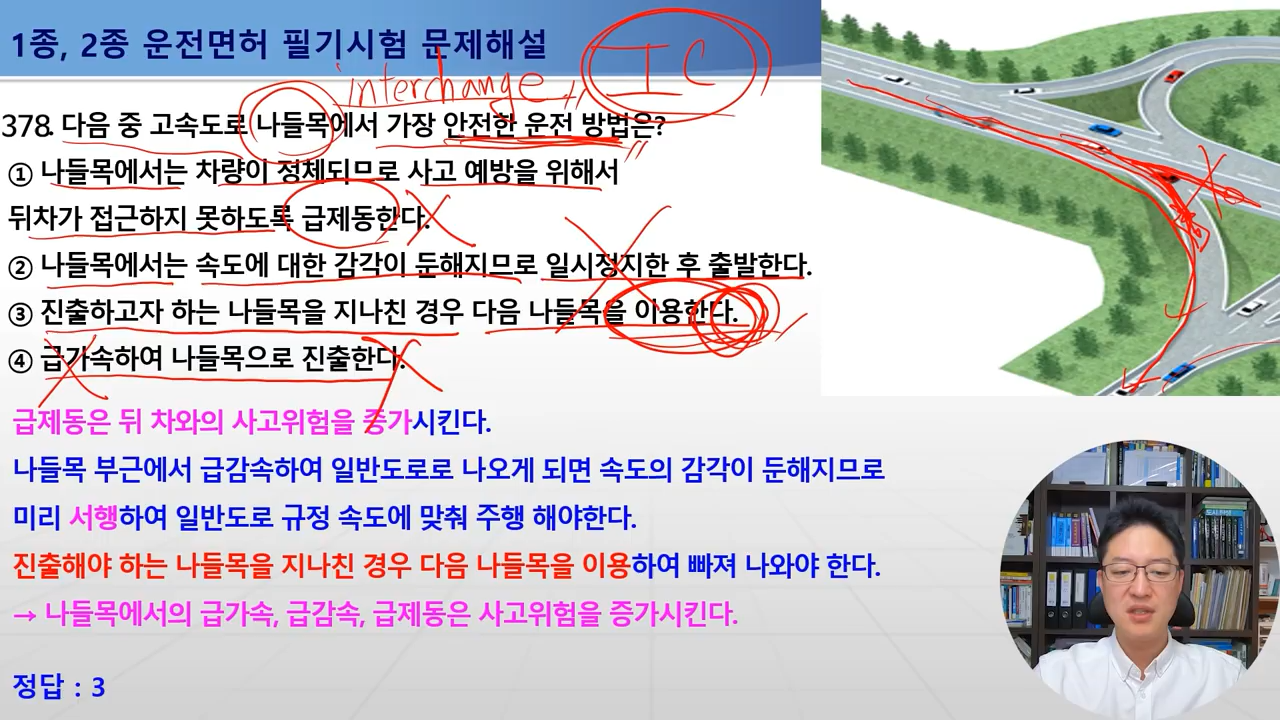 1종, 2종 운전면허 필기시험 문제해설
interchange
IC
378. 다음 중 고속도로 나들목에서 가장 안전한 운전 방법은?
① 나들목에서는 차량이 정체되므로 사고 예방을 위해서
뒤차가 접근하지 못하도록 급제동한다.
② 나들목에서는 속도에 대한 감각이 둔해지므로 일시정지한 후 출발한다.
③ 진출하고자 하는 나들목을 지나친 경우 다음 나들목을 이용한다.
④ 급가속하여 나들목으로 진출한다.
급제동은 뒤 차와의 사고위험을 증가시킨다.
나들목 부근에서 급감속하여 일반도로로 나오게 되면 속도의 감각이 둔해지므로
미리 서행하여 일반도로 규정 속도에 맞춰 주행 해야한다.
진출해야 하는 나들목을 지나친 경우 다음 나들목을 이용하여 빠져 나와야 한다.
→ 나들목에서의 급가속, 급감속, 급제동은 사고위험을 증가시킨다.
정답 : 3